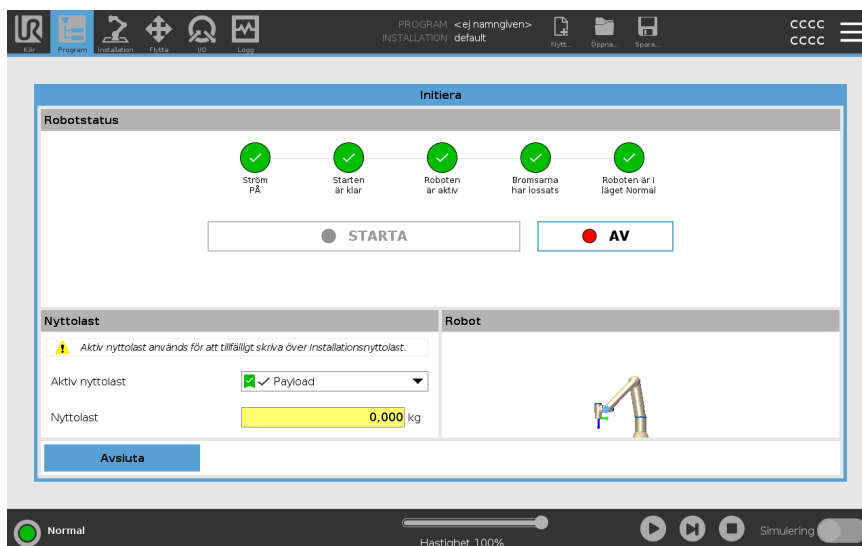 PROGRAM <ej namngiven>
INSTALLATION default
CCCC
CCCC
Kör
Program
Installation
Flytta
I/O
Logg
Nytt...
Öppna...
Spara...
Initiera
Robotstatus
Ström
PÅ
Starten
är klar
Roboten
är aktiv
Bromsarna
har lossats
Roboten är i
läget Normal
STARTA
AV
Nyttolast
Robot
Aktiv nyttolast används för att tillfälligt skriva över Installationsnyttolast.
Aktiv nyttolast
Payload
Nyttolast
0,000 kg
Avsluta
Normal
Hastighet 100%
Simulering